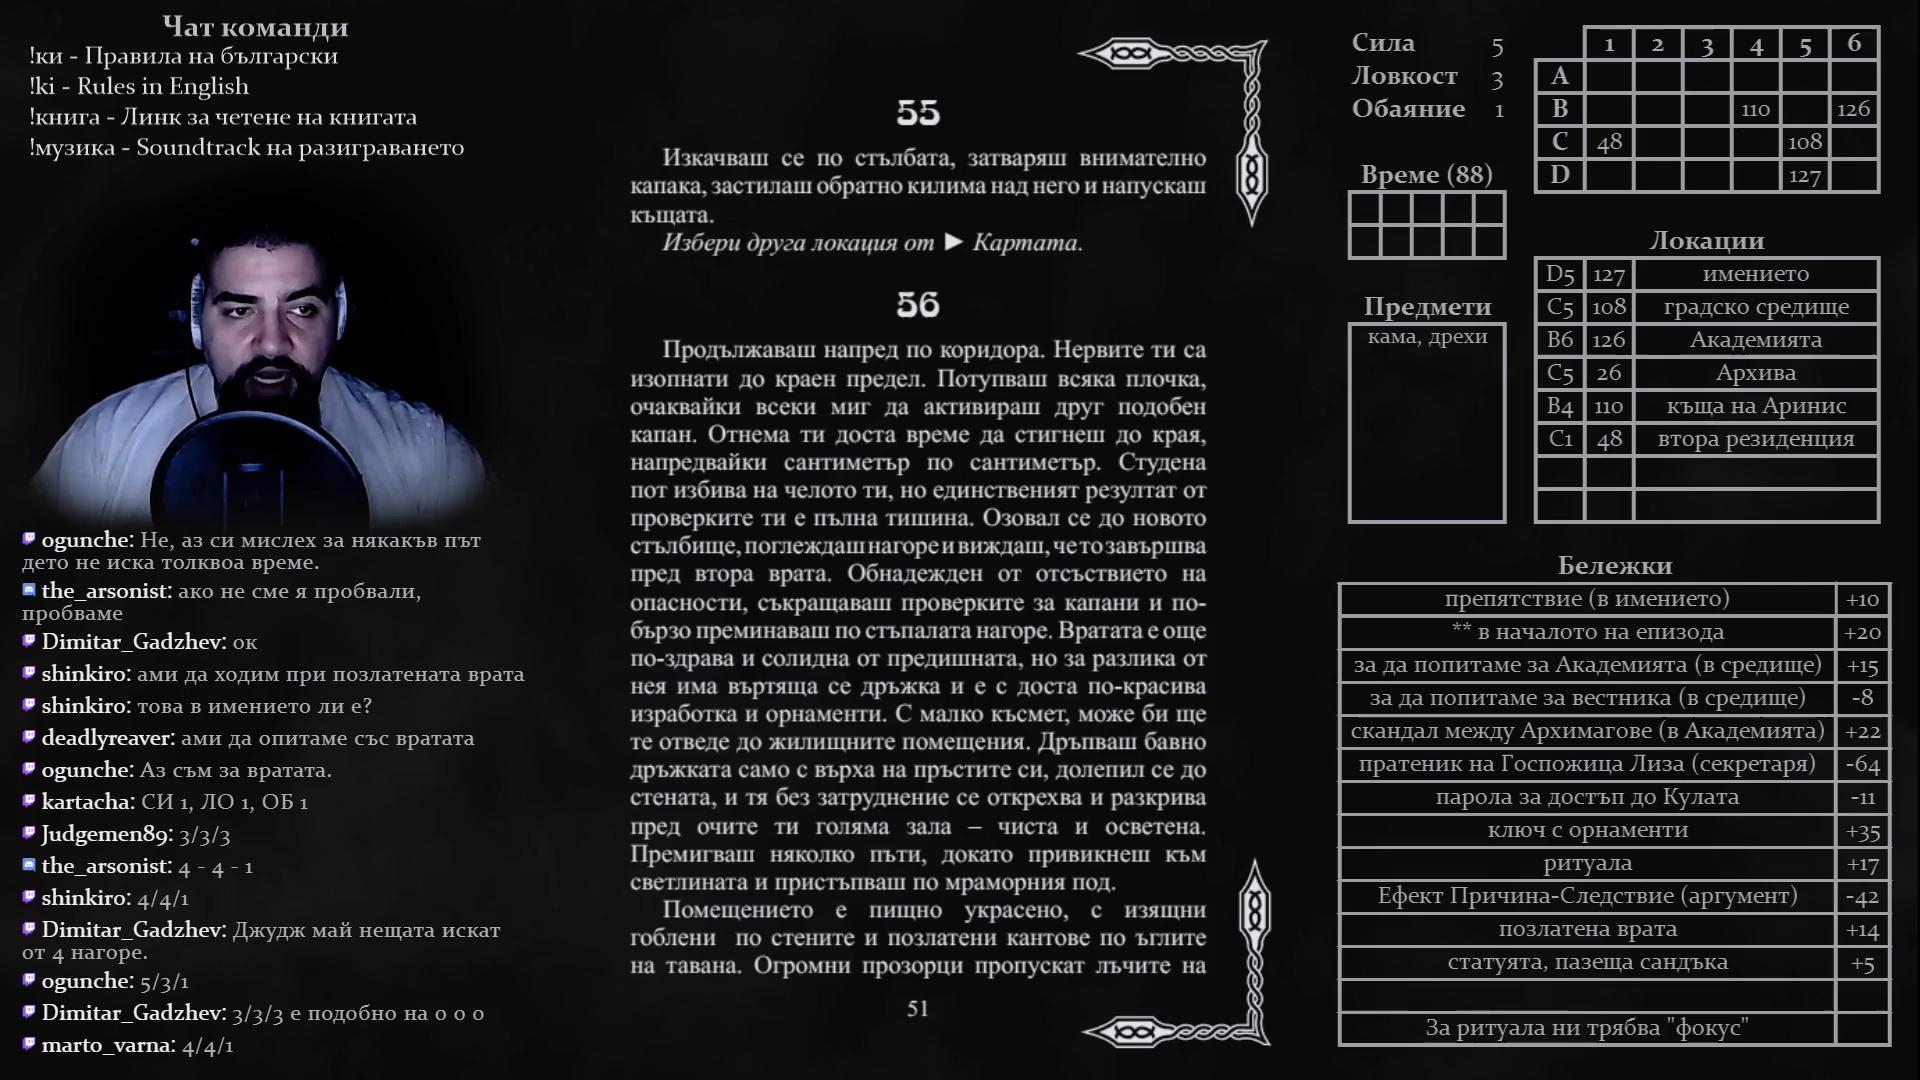 Чат команди
!ки - Правила на български
!ki - Rules in English
!книга - Линк за четене на книгата
!музика - Soundtrack на разиграването
ogunche: Не, аз си мислех за някакъв път
дето не иска толквоа време.
the_arsonist: ако не сме я пробвали,
пробваме
Dimitar_Gadzhev: ок
shinkiro: ами да ходим при позлатената врата
shinkiro: това в имението ли е?
deadlyreaver: ами да опитаме със вратата
ogunche: Аз съм за вратата.
kartacha: СИ 1, ЛО 1, ОБ 1
Judgemen89: 3/3/3
the_arsonist: 4 - 4 - 1
shinkiro: 4/4/1
Dimitar_Gadzhev: Джудж май нещата искат
от 4 нагоре.
ogunche: 5/3/1
Dimitar_Gadzhev: 3/3/3 е подобно на 0 0 0
marto_varna: 4/4/1
55
Изкачваш се по стълбата, затваряш внимателно
капака, застилаш обратно килима над него и напускаш
къщата.
Избери друга локация от ► Картата.
56
Продължаваш напред по коридора. Нервите ти са
изопнати до краен предел. Потупваш всяка плочка,
очаквайки всеки миг да активираш друг подобен
капан. Отнема ти доста време да стигнеш до края,
напредвайки сантиметър по сантиметър. Студена
пот избива на челото ти, но единственият резултат от
проверките ти е пълна тишина. Озовал се до новото
стълбище, поглеждаш нагоре и виждаш, че то завършва
пред втора врата. Обнадежден от отсъствието на
опасности, съкращаваш проверките за капани и по-
бързо преминаваш по стъпалата нагоре. Вратата е още
по-здрава и солидна от предишната, но за разлика от
нея има въртяща се дръжка и е с доста по-красива
изработка и орнаменти. С малко късмет, може би ще
те отведе до жилищните помещения. Дръпваш бавно
дръжката само с върха на пръстите си, долепил се до
стената, и тя без затруднение се открехва и разкрива
пред очите ти голяма зала – чиста и осветена.
Премигваш няколко пъти, докато привикнеш към
светлината и пристъпваш по мраморния под.
Помещението е пищно украсено, с изящни
гоблени по стените и позлатени кантове по ъглите
на тавана. Огромни прозорци пропускат лъчите на
51
Сила 5
Ловкост 3
Обаяние 1
Време (88)
Предмети
кама, дрехи
1 2 3 4 5 6
A
B 110 126
C 48 108
D 127
Локации
D5 127 имението
C5 108 градско средище
B6 126 Академията
C5 26 Архива
B4 110 къща на Аринис
C1 48 втора резиденция
Бележки
препятствие (в имението) +10
** в началото на епизода +20
за да попитаме за Академията (в средище) +15
за да попитаме за вестника (в средище) -8
скандал между Архимагове (в Академията) +22
пратеник на Госпожица Лиза (секретаря) -64
парола за достъп до Кулата -11
ключ с орнаменти +35
ритуала +17
Ефект Причина-Следствие (аргумент) -42
позлатена врата +14
статуята, пазеща сандъка +5
За ритуала ни трябва "фокус"